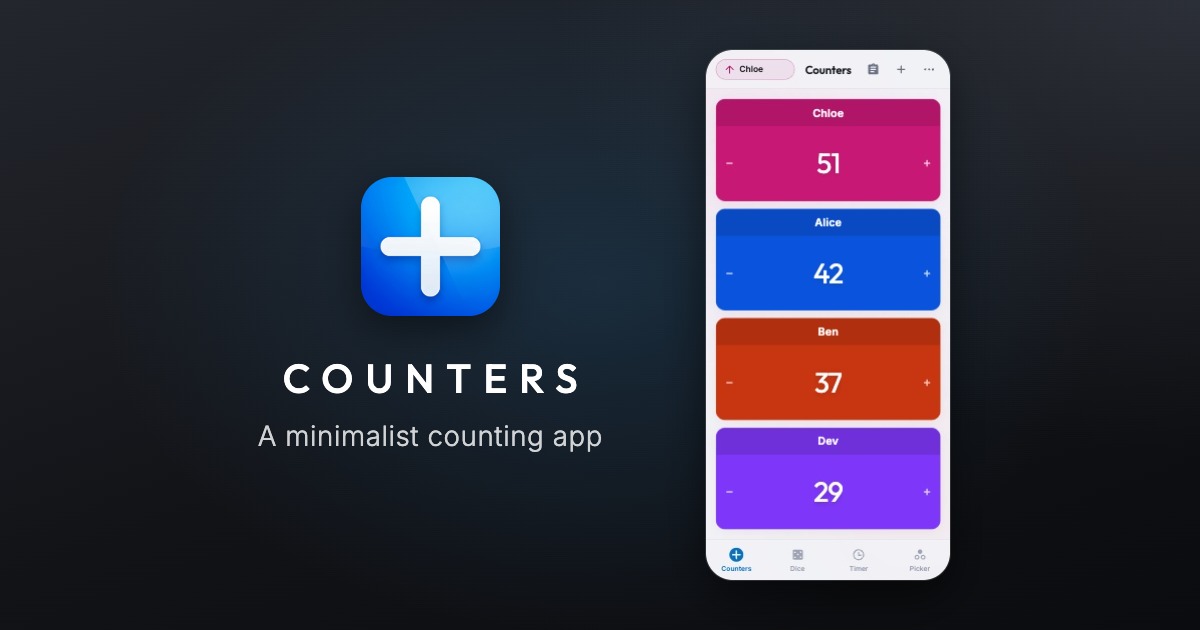 COUNTERS
A minimalist counting app
Chloe
Counters
Chloe
51
Alice
42
Ben
37
Dev
29
Counters
Dice
Timer
Picker